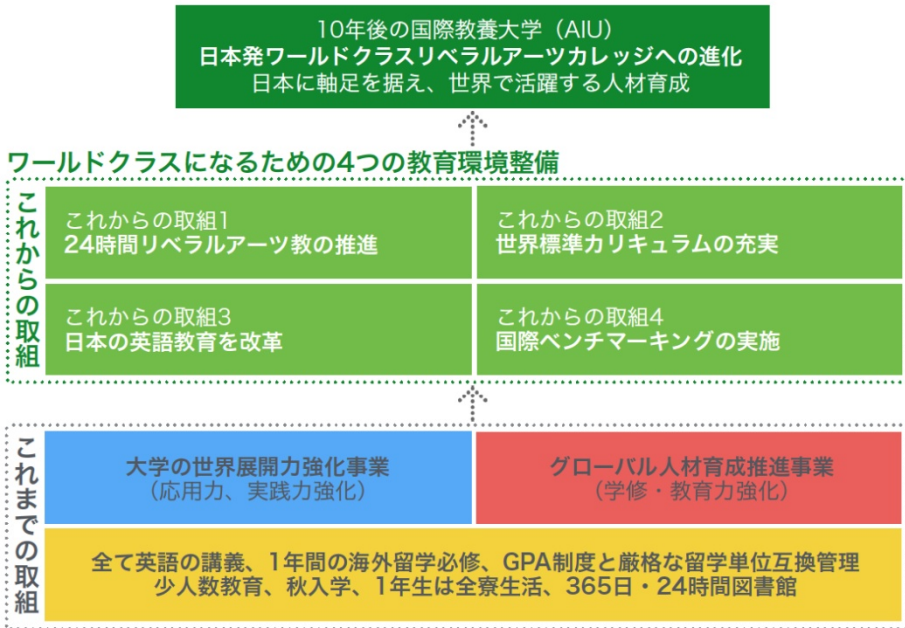 10年後の国際教養大学（AIU）
日本発ワールドクラスリベラルアーツカレッジへの進化
日本に軸足を据え、世界で活躍する人材育成
ワールドクラスになるための4つの教育環境整備
これからの取組
これからの取組1
24時間リベラルアーツ教の推進
これからの取組2
世界標準カリキュラムの充実
これからの取組3
日本の英語教育を改革
これからの取組4
国際ベンチマーキングの実施
これまでの取組
大学の世界展開力強化事業
（応用力、実践力強化）
グローバル人材育成推進事業
（学修・教育力強化）
全て英語の講義、1年間の海外留学必修、GPA制度と厳格な留学単位互換管理
少人数教育、秋入学、1年生は全寮生活、365日・24時間図書館